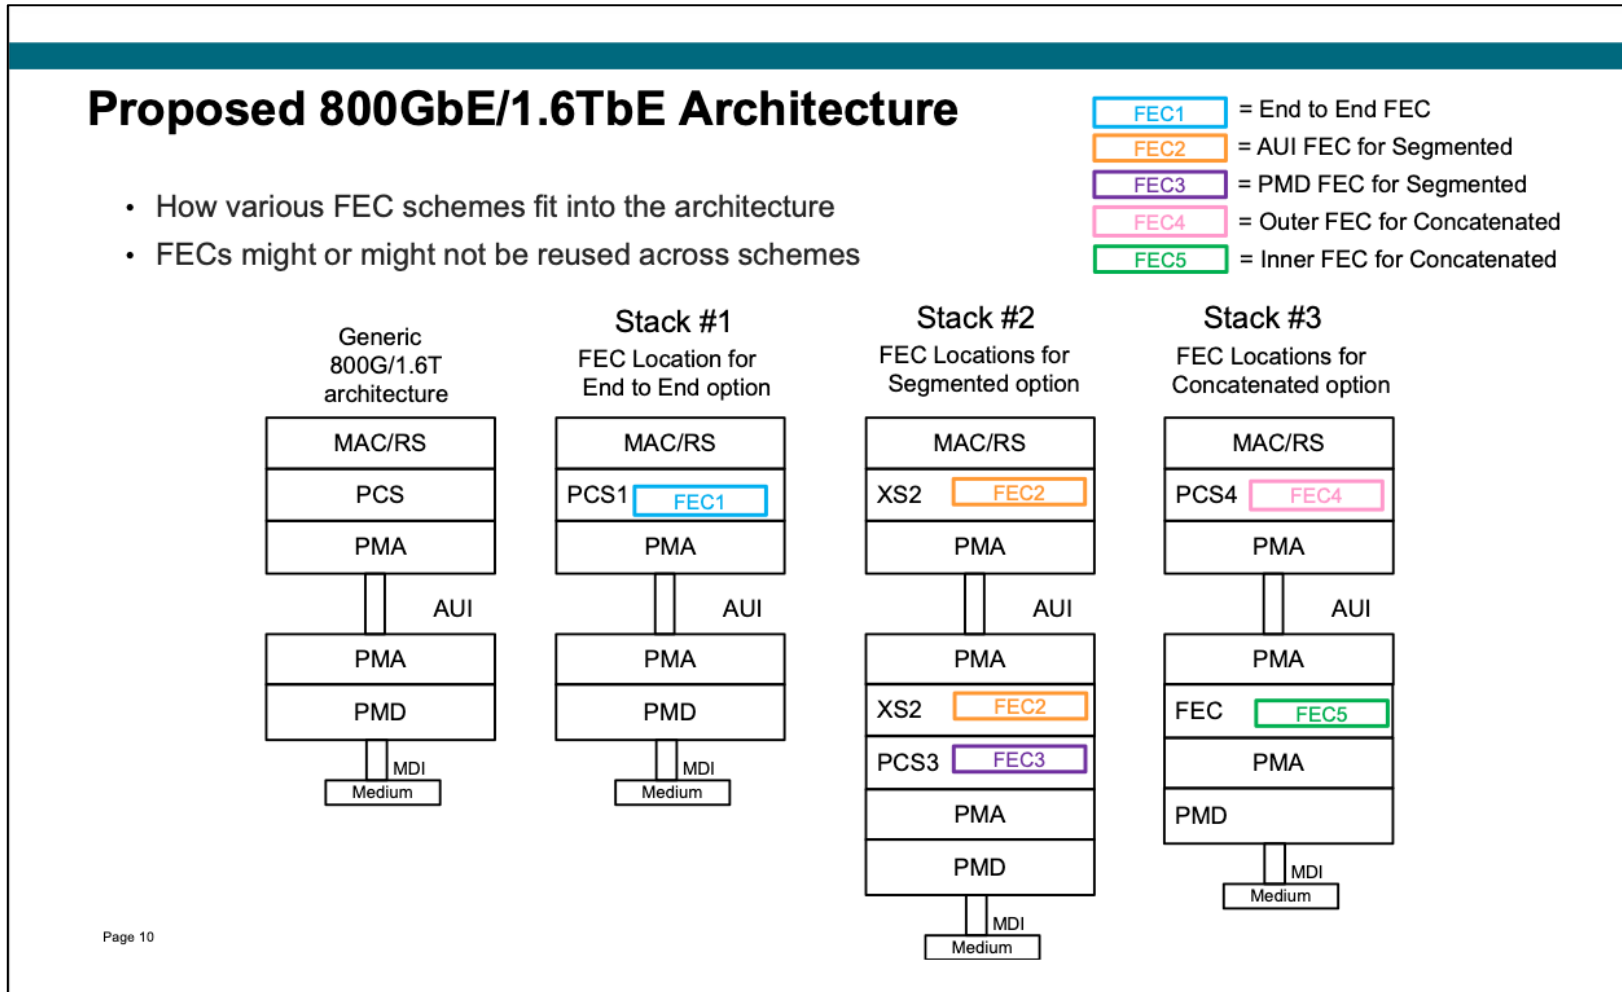 Proposed 800GbE/1.6TbE Architecture
FEC1 = End to End FEC
FEC2 = AUI FEC for Segmented
FEC3 = PMD FEC for Segmented
FEC4 = Outer FEC for Concatenated
FEC5 = Inner FEC for Concatenated
• How various FEC schemes fit into the architecture
• FECs might or might not be reused across schemes
Generic
800G/1.6T
architecture
MAC/RS
PCS
PMA
AUI
PMA
PMD
MDI
Medium
Stack #1
FEC Location for
End to End option
MAC/RS
PCS1 FEC1
PMA
AUI
PMA
PMD
MDI
Medium
Stack #2
FEC Locations for
Segmented option
MAC/RS
XS2 FEC2
PMA
AUI
PMA
XS2 FEC2
PCS3 FEC3
PMA
PMD
MDI
Medium
Stack #3
FEC Locations for
Concatenated option
MAC/RS
PCS4 FEC4
PMA
AUI
PMA
FEC FEC5
PMA
PMD
MDI
Medium
Page 10